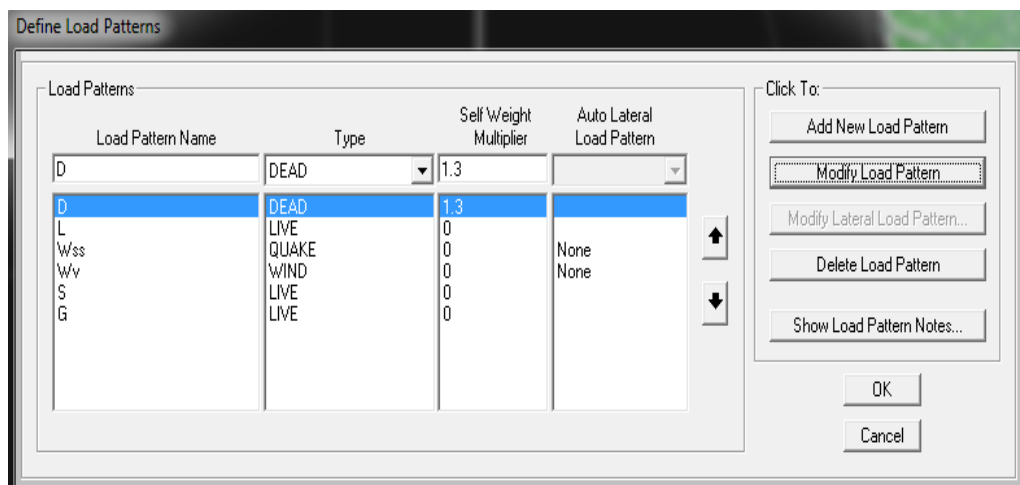 Define Load Patterns
Load Patterns
Load Pattern Name Type Self Weight Multiplier Auto Lateral Load Pattern
D DEAD 1.3
D DEAD 1.3
L LIVE 0
Wss QUAKE 0 None
Wv WIND 0 None
S LIVE 0
G LIVE 0
Click To:
Add New Load Pattern
Modify Load Pattern
Modify Lateral Load Pattern...
Delete Load Pattern
Show Load Pattern Notes...
OK
Cancel